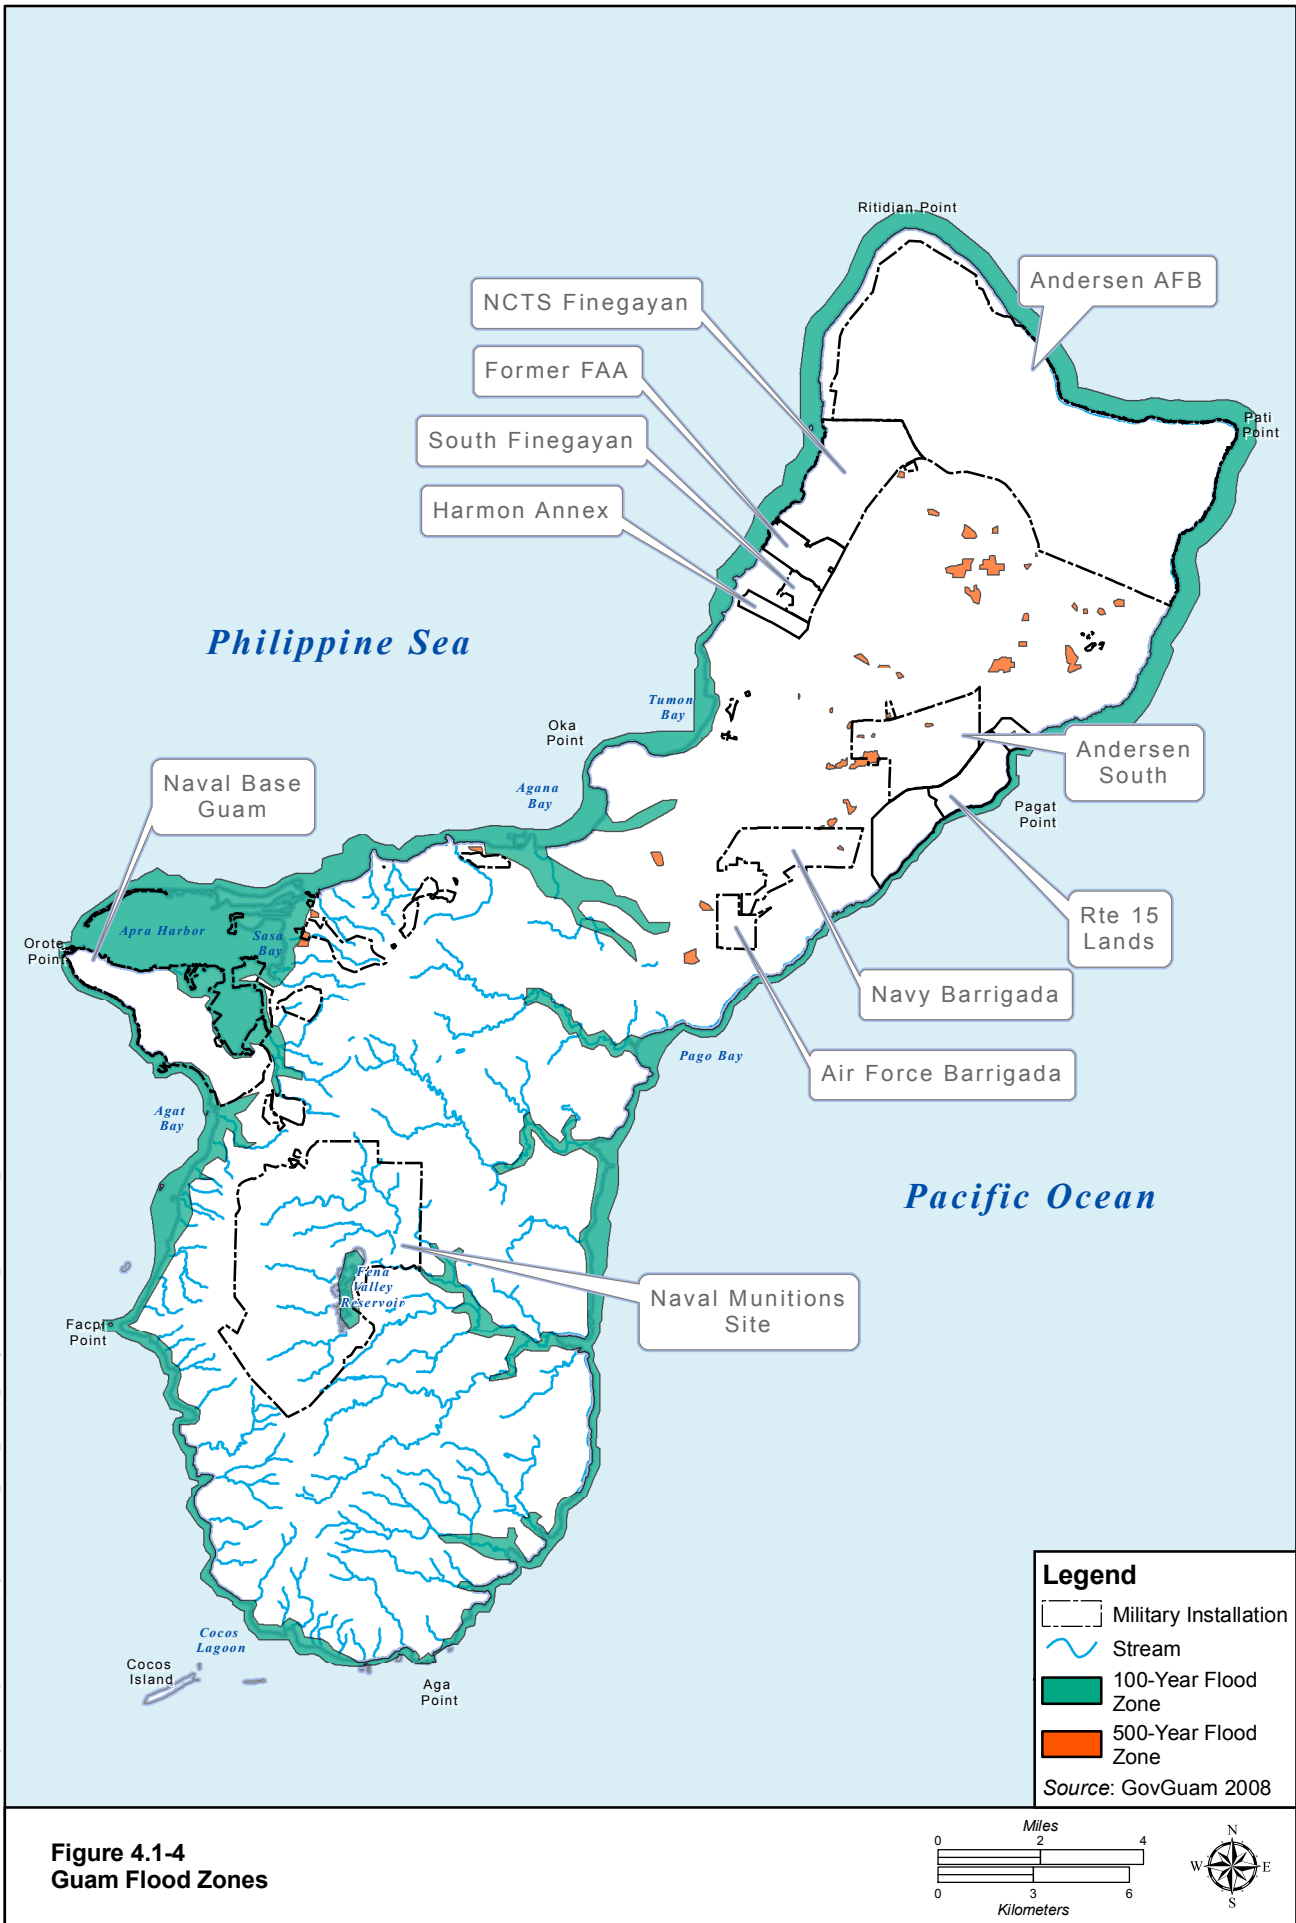 Ritidian Point
Andersen AFB
NCTS Finegayan
Former FAA
South Finegayan
Harmon Annex
Pati
Point
Philippine Sea
Tumon
Bay
Oka
Point
Andersen
South
Naval Base
Guam
Agana
Bay
Pagat
Point
Rte 15
Lands
Apra Harbor
Sasa
Bay
Orote
Point
Navy Barrigada
Pago Bay
Air Force Barrigada
Agat
Bay
Pacific Ocean
Fena
Valley
Reservoir
Naval Munitions
Site
Facpi
Point
Cocos
Lagoon
Cocos
Island
Aga
Point
Legend
Military Installation
Stream
100-Year Flood
Zone
500-Year Flood
Zone
Source: GovGuam 2008
Figure 4.1-4
Guam Flood Zones
Miles
0 2 4
0 3 6
Kilometers
N
W E
S